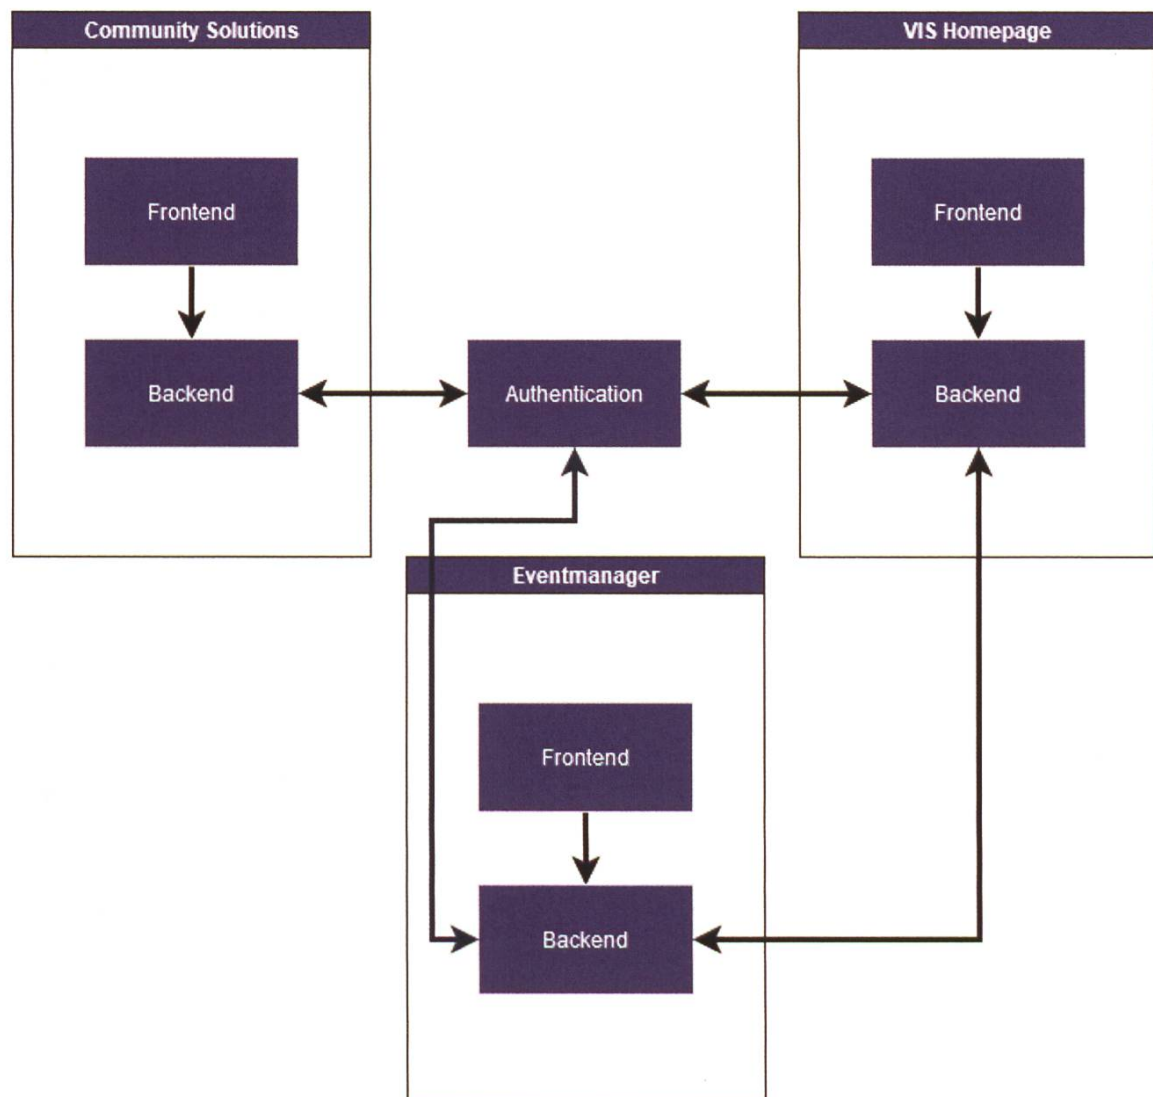 Community Solutions
VIS Homepage
Frontend
Frontend
Backend
Authentication
Backend
Eventmanager
Frontend
Backend